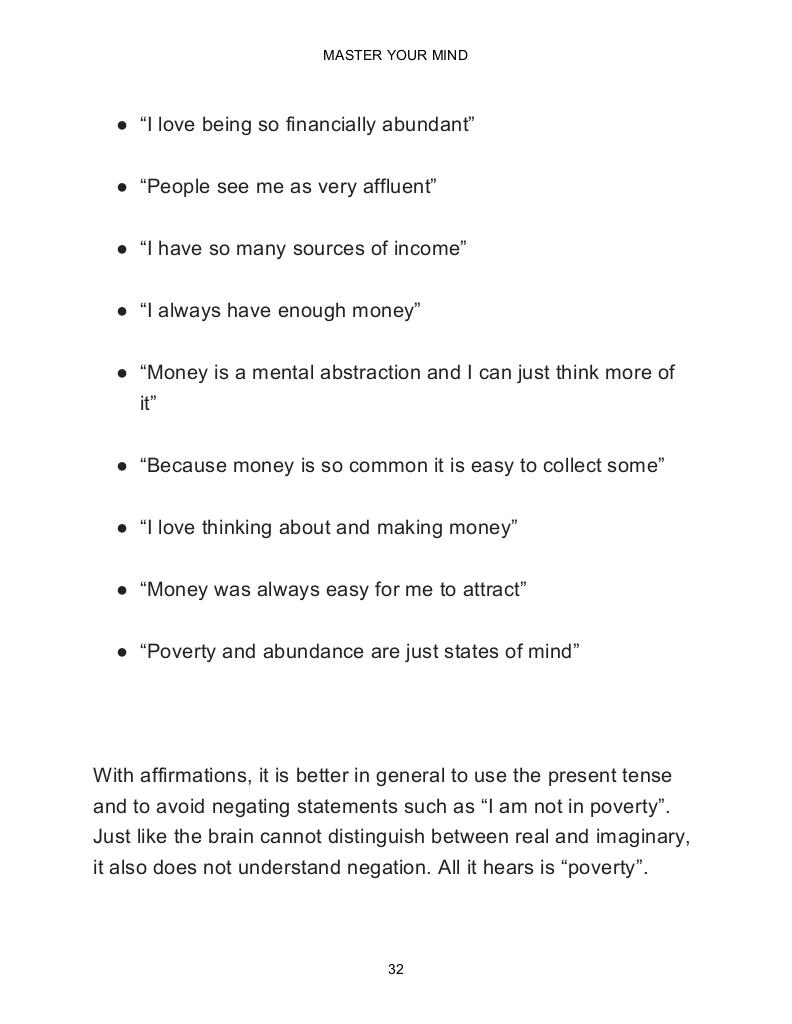 MASTER YOUR MIND
● “I love being so financially abundant”
● “People see me as very affluent”
● “I have so many sources of income”
● “I always have enough money”
● “Money is a mental abstraction and I can just think more of
it”
● “Because money is so common it is easy to collect some”
● “I love thinking about and making money”
● “Money was always easy for me to attract”
● “Poverty and abundance are just states of mind”
With affirmations, it is better in general to use the present tense
and to avoid negating statements such as “I am not in poverty”.
Just like the brain cannot distinguish between real and imaginary,
it also does not understand negation. All it hears is “poverty”.
32